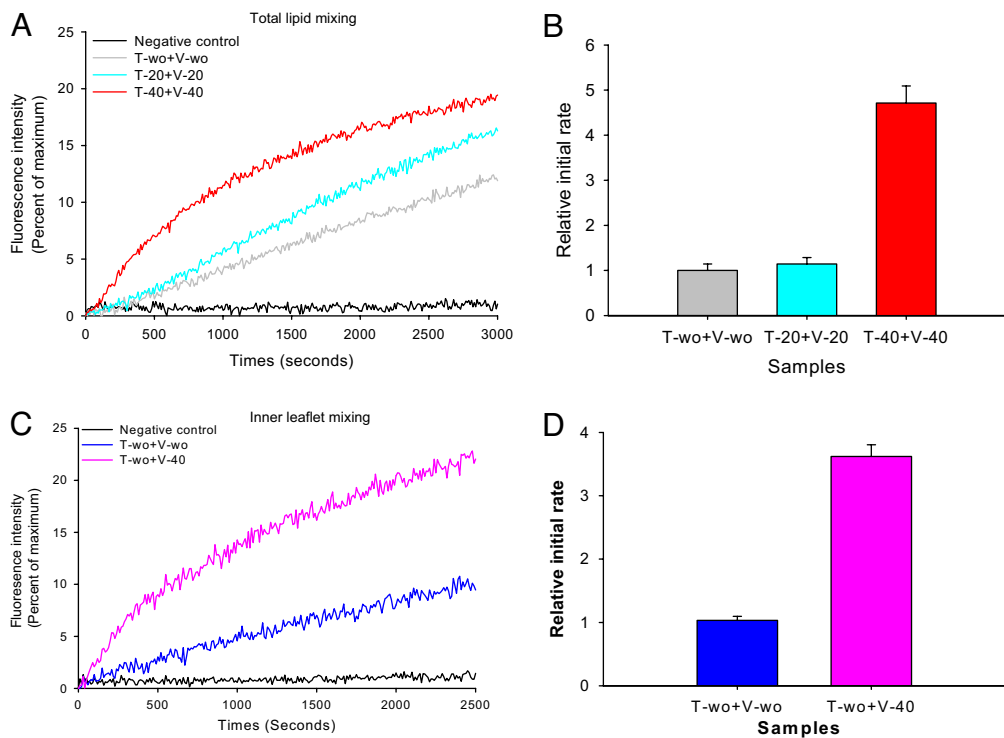 A
Total lipid mixing
Negative control
T-wo+V-wo
T-20+V-20
T-40+V-40
Fluorescence intensity
(Percent of maximum)
25
20
15
10
5
0
0 500 1000 1500 2000 2500 3000
Times (seconds)
B
Relative initial rate
6
5
4
3
2
1
0
T-wo+V-wo T-20+V-20 T-40+V-40
Samples
C
Inner leaflet mixing
Negative control
T-wo+V-wo
T-wo+V-40
Fluoresence intensity
(Percent of maximum)
25
20
15
10
5
0
0 500 1000 1500 2000 2500
Times (Seconds)
D
Relative initial rate
4
3
2
1
0
T-wo+V-wo T-wo+V-40
Samples